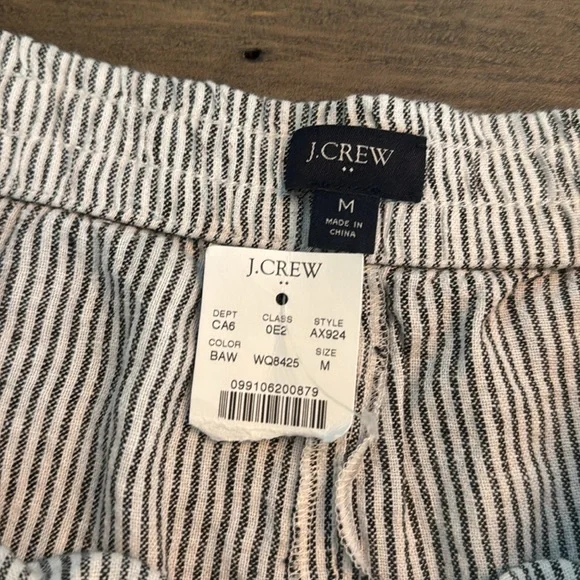 J.CREW
M
MADE IN
CHINA
J.CREW
DEPT CLASS STYLE
CA6 0E2 AX924
COLOR SIZE
BAW WQ8425 M
099106200879